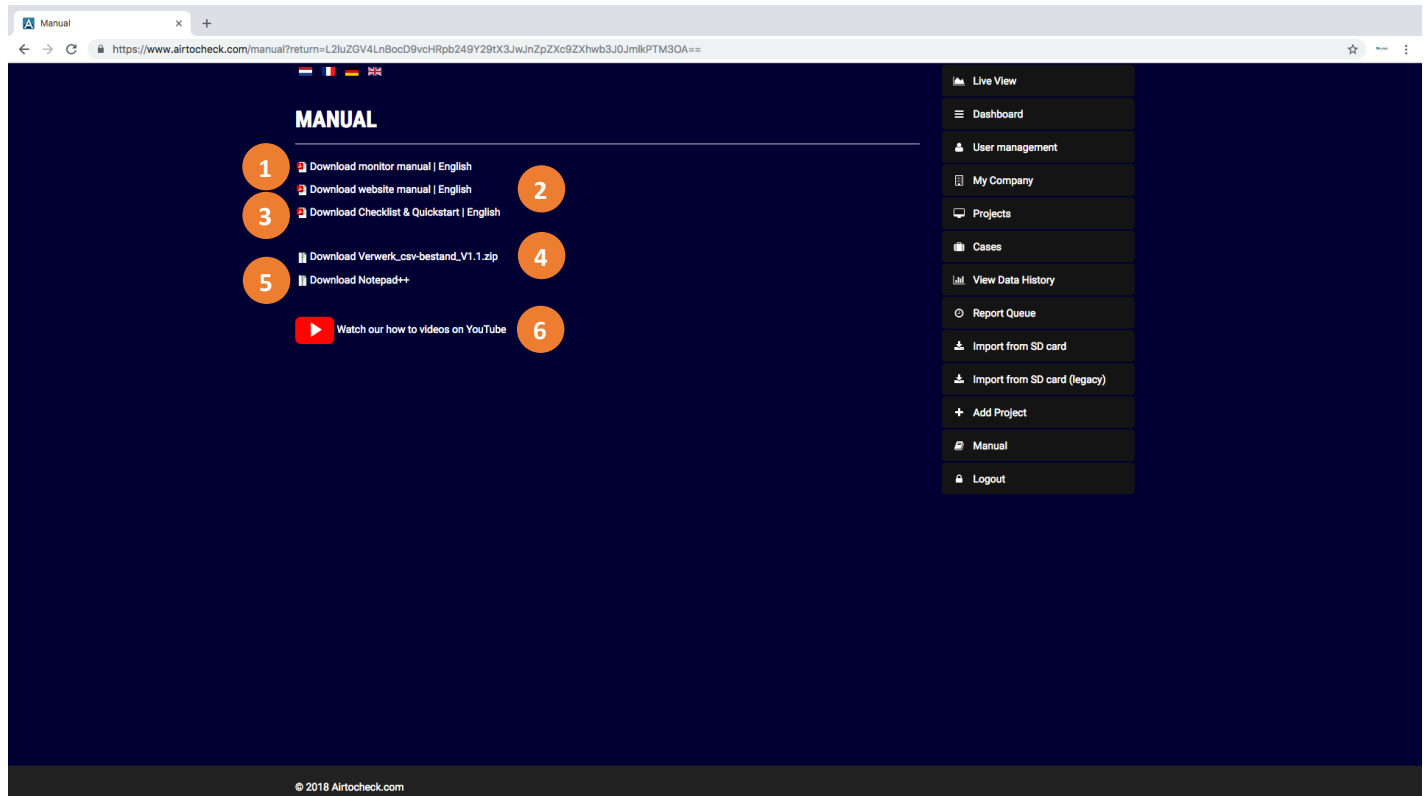 Manual
https://www.airtocheck.com/manual?return=L2luZGV4LnBocD9vcHRpb249Y29tX3JwJnZpZXc9ZXhwb3J0JmlkPTM3OA==
MANUAL
1
Download monitor manual | English
Download website manual | English
2
3
Download Checklist & Quickstart | English
Download Verwerk_csv-bestand_V1.1.zip
4
5
Download Notepad++
Watch our how to videos on YouTube
6
Live View
Dashboard
User management
My Company
Projects
Cases
View Data History
Report Queue
Import from SD card
Import from SD card (legacy)
Add Project
Manual
Logout
© 2018 Airtocheck.com